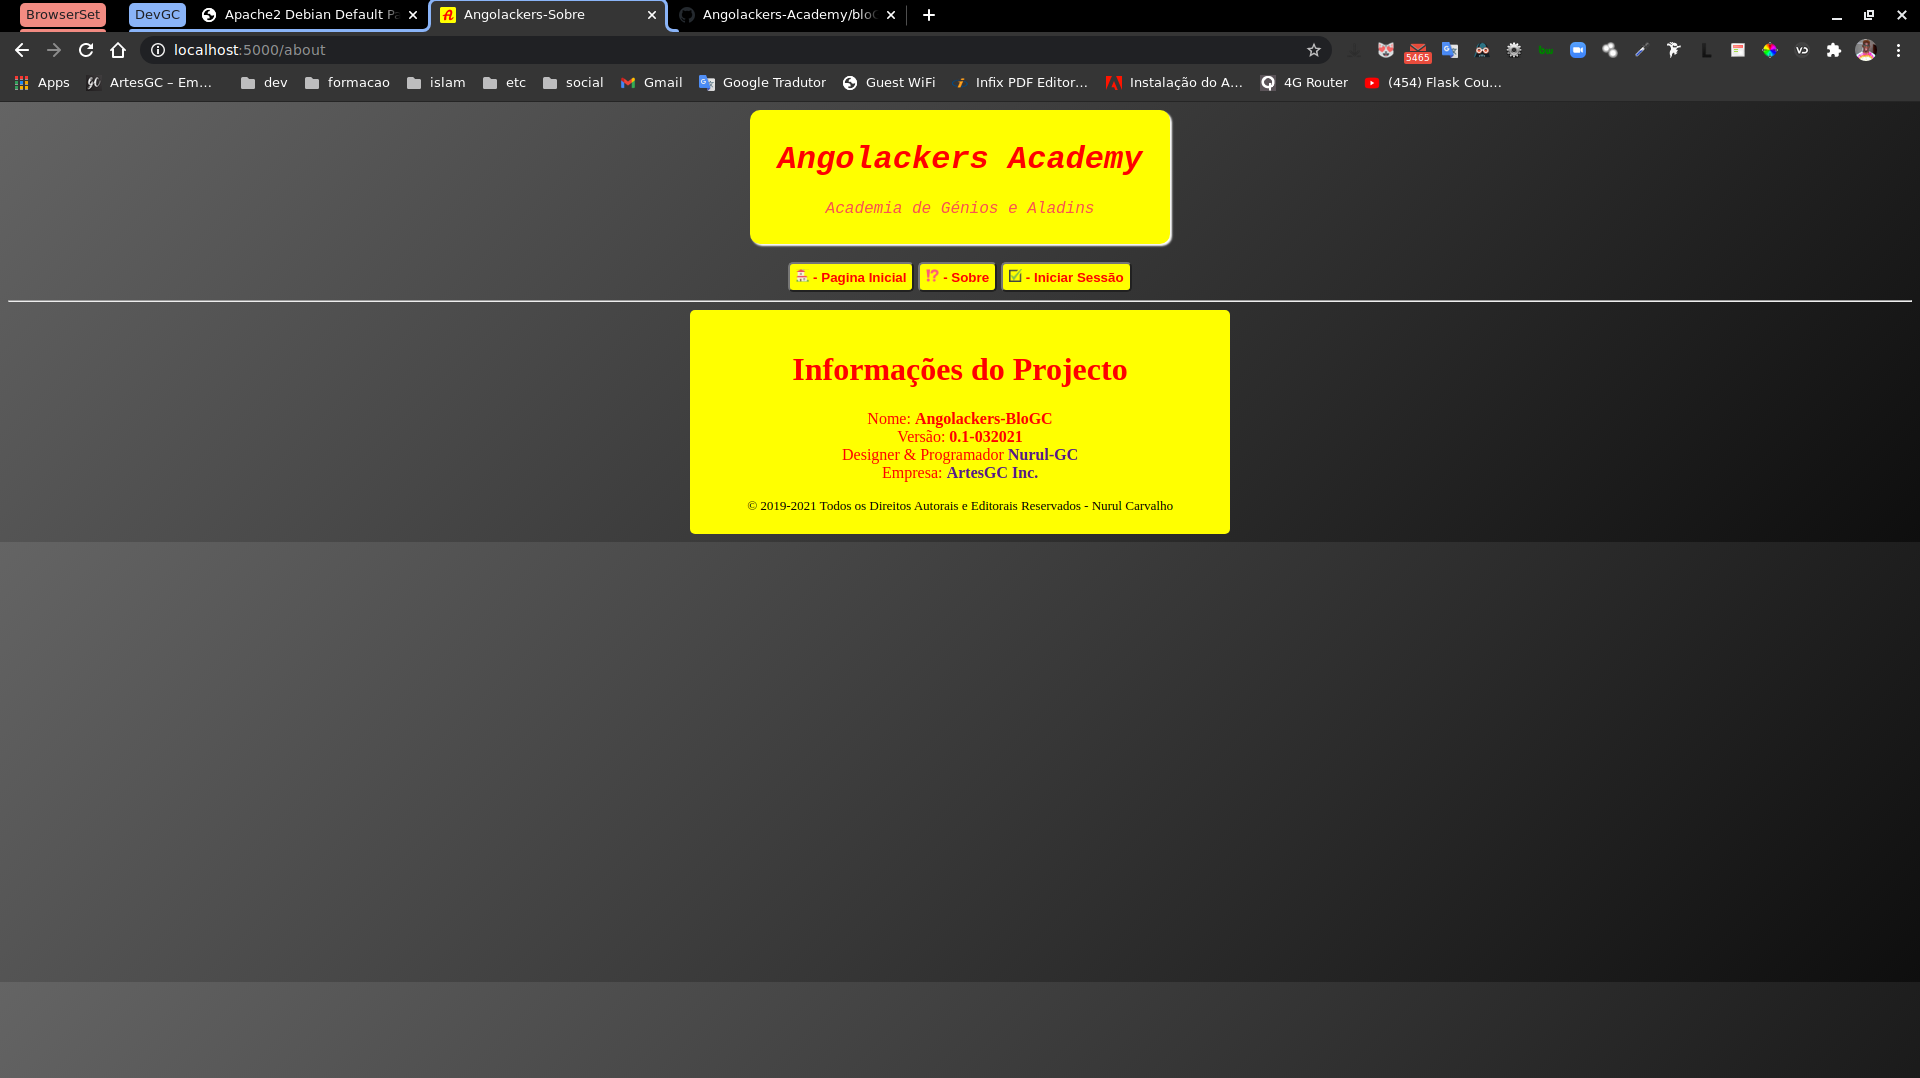 BrowserSet DevGC Apache2 Debian Default Pa Angolackers-Sobre Angolackers-Academy/blo
localhost:5000/about
5465
Apps ArtesGC – Em... dev formacao islam etc social Gmail Google Tradutor Guest WiFi Infix PDF Editor... Instalação do A... 4G Router (454) Flask Cou...
Angolackers Academy
Academia de Génios e Aladins
- Pagina Inicial - Sobre - Iniciar Sessão
Informações do Projecto
Nome: Angolackers-BloGC
Versão: 0.1-032021
Designer & Programador Nurul-GC
Empresa: ArtesGC Inc.
© 2019-2021 Todos os Direitos Autorais e Editorais Reservados - Nurul Carvalho